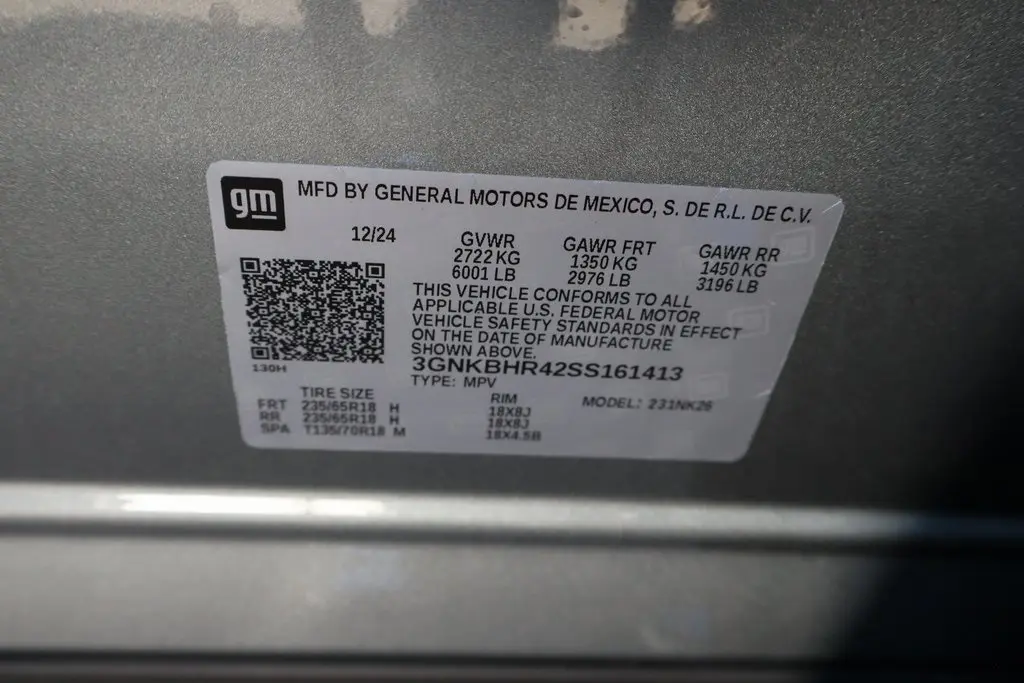 gm MFD BY GENERAL MOTORS DE MEXICO, S. DE R.L. DE C.V.
12/24 GVWR GAWR FRT GAWR RR
2722 KG 1350 KG 1450 KG
6001 LB 2976 LB 3196 LB
THIS VEHICLE CONFORMS TO ALL
APPLICABLE U.S. FEDERAL MOTOR
VEHICLE SAFETY STANDARDS IN EFFECT
ON THE DATE OF MANUFACTURE
SHOWN ABOVE.
130H
3GNKBHR42SS161413
TYPE: MPV
TIRE SIZE RIM MODEL: 231NK26
FRT 235/65R18 H 18X8J
RR 235/65R18 H 18X8J
SPA T135/70R18 M 18X4.5B